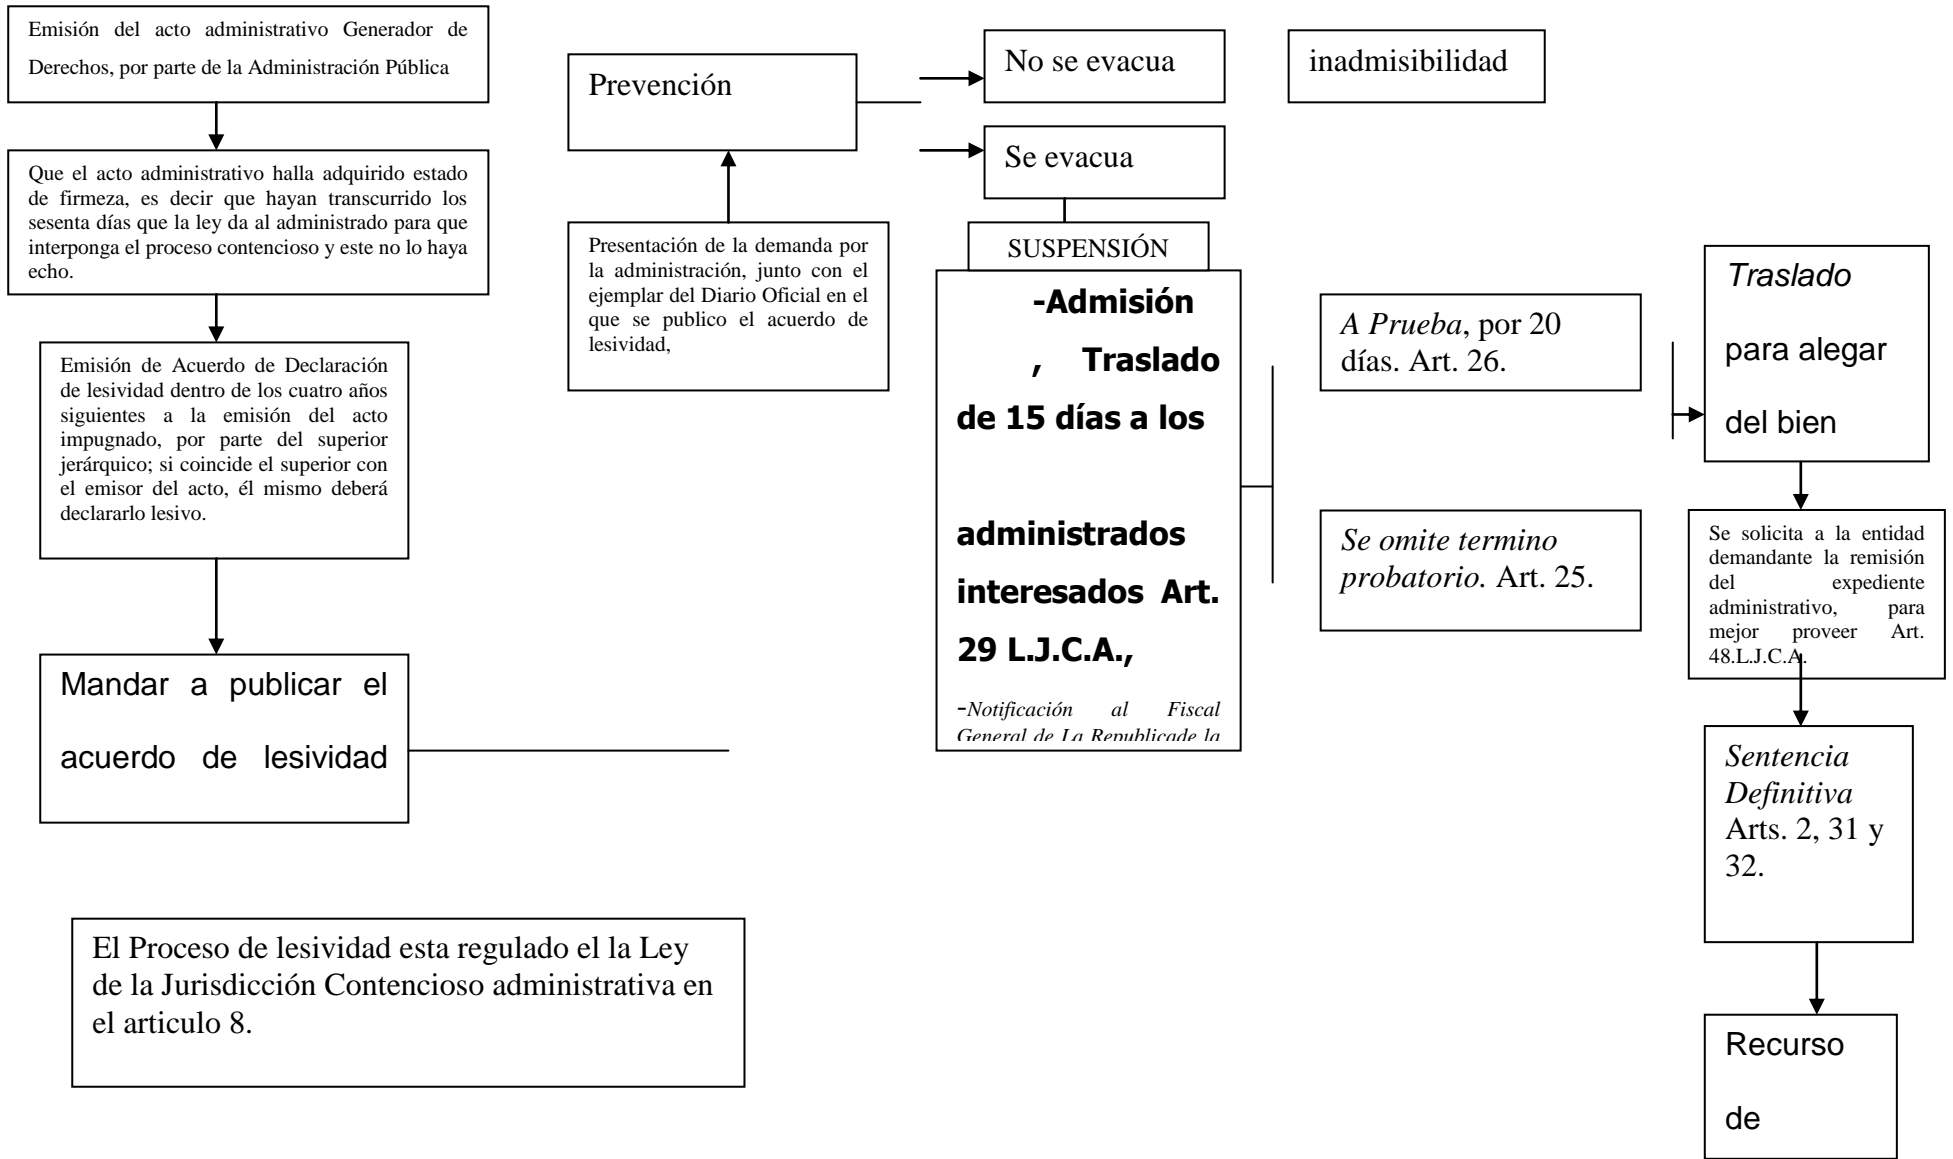 Emisión del acto administrativo Generador de
Derechos, por parte de la Administración Pública
Que el acto administrativo halla adquirido estado
de firmeza, es decir que hayan transcurrido los
sesenta días que la ley da al administrado para que
interponga el proceso contencioso y este no lo haya
echo.
Emisión de Acuerdo de Declaración
de lesividad dentro de los cuatro años
siguientes a la emisión del acto
impugnado, por parte del superior
jerárquico; si coincide el superior con
el emisor del acto, él mismo deberá
declararlo lesivo.
Mandar a publicar el
acuerdo de lesividad
Prevención
Presentación de la demanda por
la administración, junto con el
ejemplar del Diario Oficial en el
que se publico el acuerdo de
lesividad,
No se evacua
inadmisibilidad
Se evacua
SUSPENSIÓN
-Admisión
, Traslado
de 15 días a los
administrados
interesados Art.
29 L.J.C.A.,
-Notificación al Fiscal
General de La Republicade la
A Prueba, por 20
días. Art. 26.
Se omite termino
probatorio. Art. 25.
Traslado
para alegar
del bien
Se solicita a la entidad
demandante la remisión
del expediente
administrativo, para
mejor proveer Art.
48.L.J.C.A.
Sentencia
Definitiva
Arts. 2, 31 y
32.
Recurso
de
El Proceso de lesividad esta regulado el la Ley
de la Jurisdicción Contencioso administrativa en
el articulo 8.